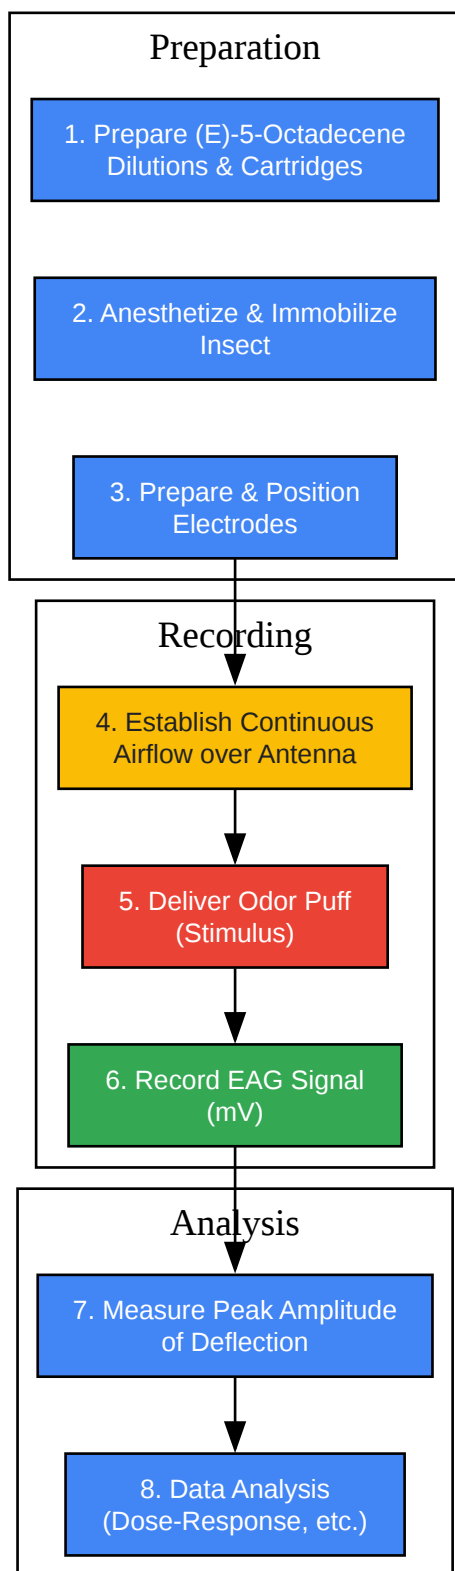 Preparation
1. Prepare (E)-5-Octadecene
Dilutions & Cartridges
2. Anesthetize & Immobilize
Insect
3. Prepare & Position
Electrodes
Recording
4. Establish Continuous
Airflow over Antenna
5. Deliver Odor Puff
(Stimulus)
6. Record EAG Signal
(mV)
Analysis
7. Measure Peak Amplitude
of Deflection
8. Data Analysis
(Dose-Response, etc.)